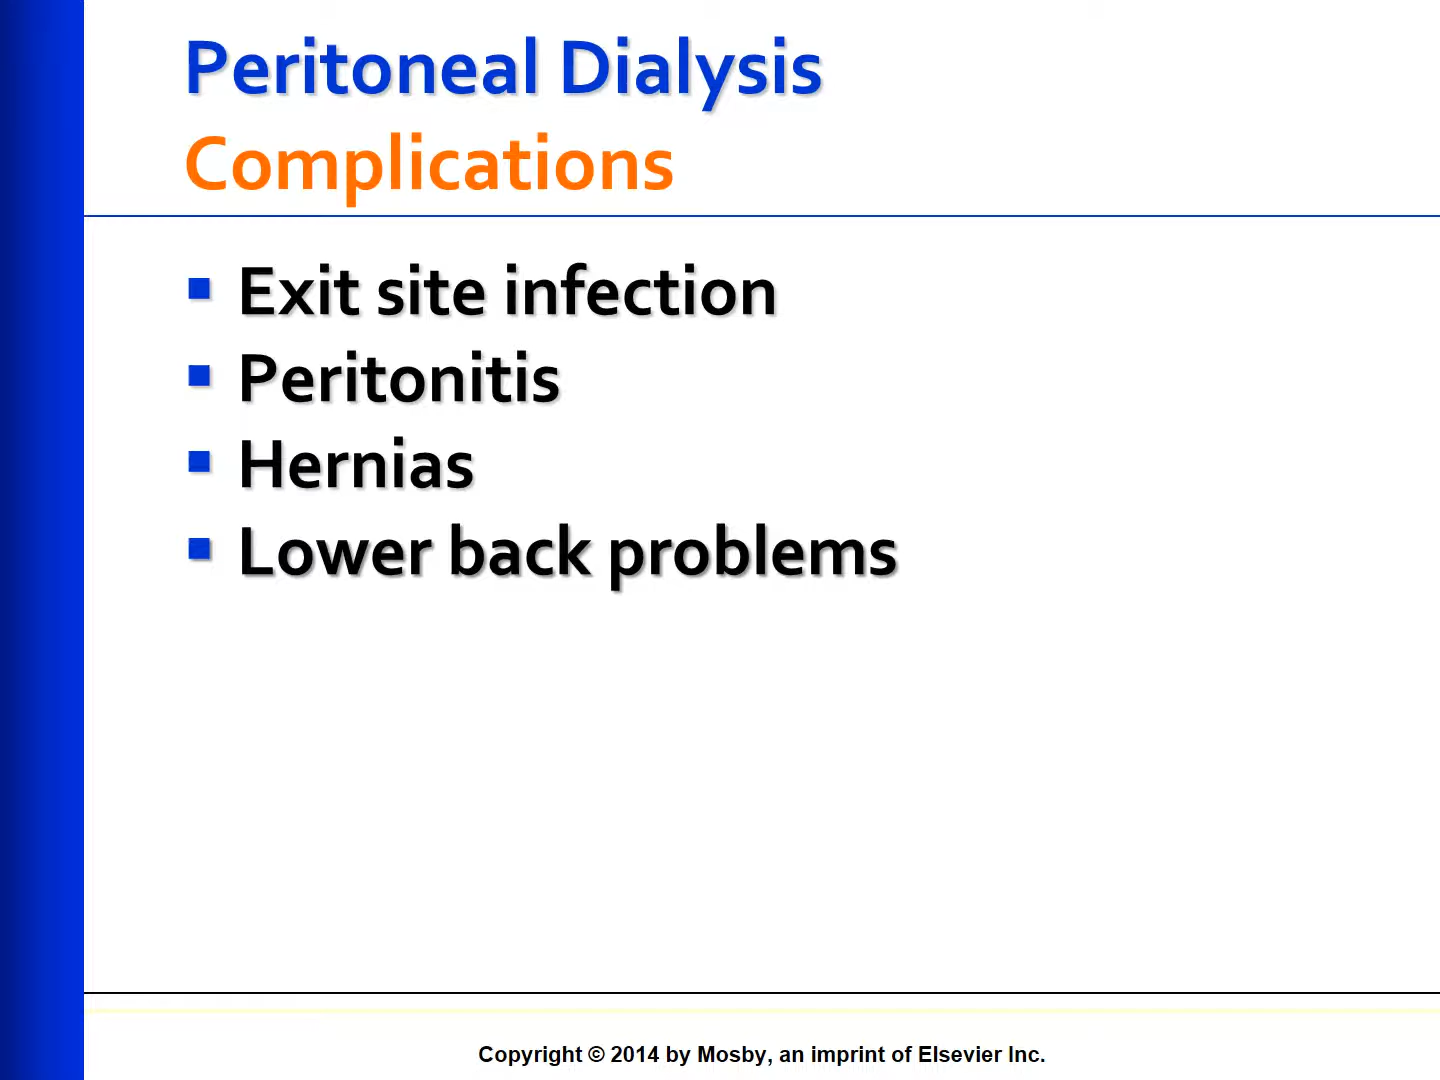 Peritoneal Dialysis
Complications
▪ Exit site infection
▪ Peritonitis
▪ Hernias
▪ Lower back problems
Copyright © 2014 by Mosby, an imprint of Elsevier Inc.